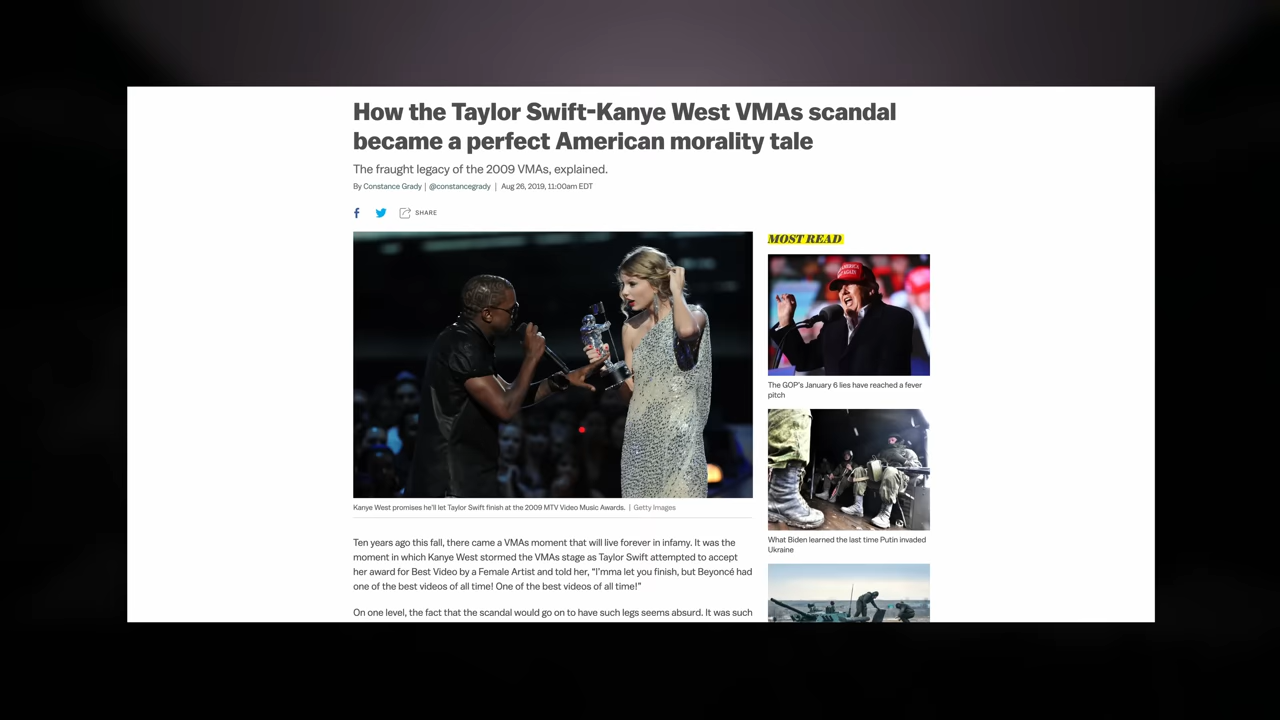 How the Taylor Swift-Kanye West VMAs scandal
became a perfect American morality tale
The fraught legacy of the 2009 VMAs, explained.
By Constance Grady | @constancegrady | Aug 26, 2019, 11:00am EDT
SHARE
MOST READ
Kanye West promises he'll let Taylor Swift finish at the 2009 MTV Video Music Awards. | Getty Images
Ten years ago this fall, there came a VMAs moment that will live forever in infamy. It was the
moment in which Kanye West stormed the VMAs stage as Taylor Swift attempted to accept
her award for Best Video by a Female Artist and told her, “I’mma let you finish, but Beyoncé had
one of the best videos of all time! One of the best videos of all time!”
On one level, the fact that the scandal would go on to have such legs seems absurd. It was such
The GOP’s January 6 lies have reached a fever
pitch
What Biden learned the last time Putin invaded
Ukraine